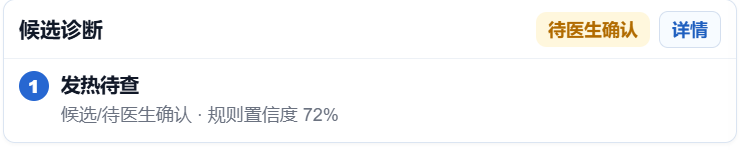 候选诊断 待医生确认 详情
1 发热待查
候选/待医生确认 · 规则置信度 72%